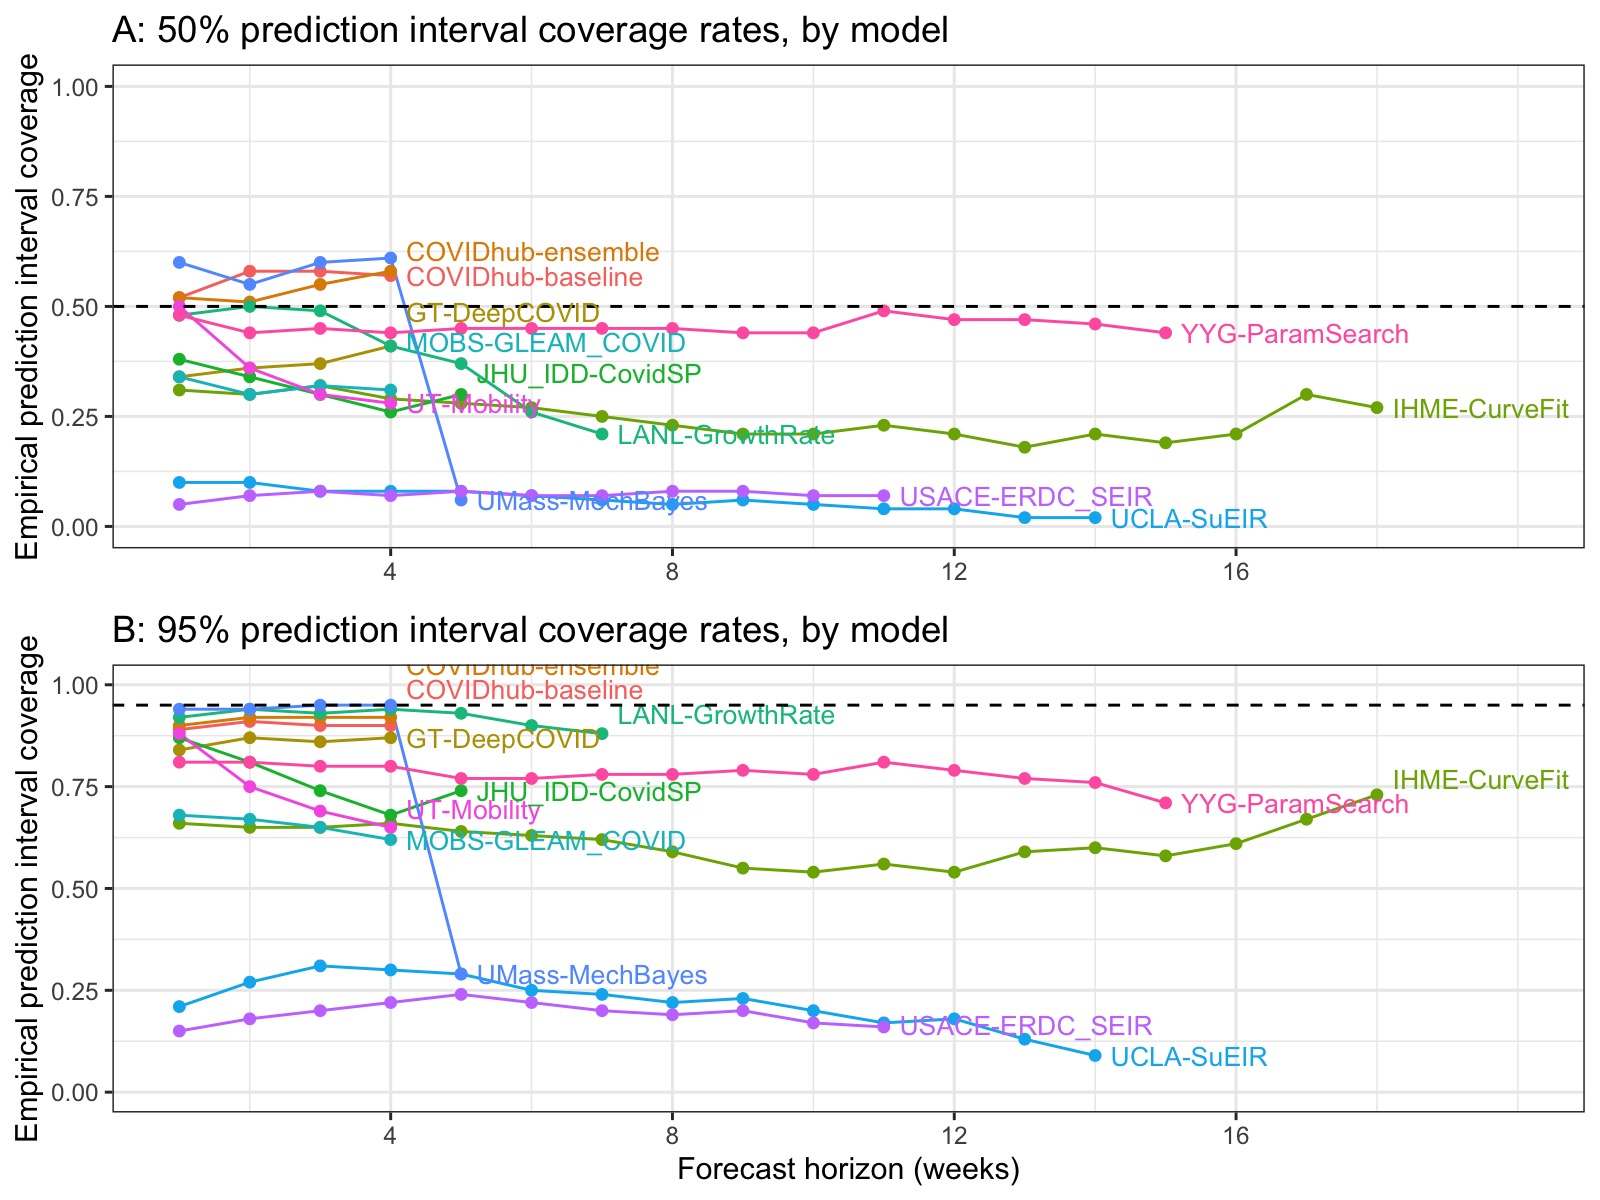 A: 50% prediction interval coverage rates, by model
Empirical prediction interval coverage
1.00
0.75
0.50
0.25
0.00
COVIDhub-ensemble
COVIDhub-baseline
GT-DeepCOVID
YYG-ParamSearch
MOBS-GLEAM_COVID
JHU_IDD-CovidSP
UT-Mobility
IHME-CurveFit
LANL-GrowthRate
UMass-MechBayes
USACE-ERDC_SEIR
UCLA-SuEIR
4 8 12 16
B: 95% prediction interval coverage rates, by model
Empirical prediction interval coverage
1.00
0.75
0.50
0.25
0.00
COVIDhub-ensemble
COVIDhub-baseline
LANL-GrowthRate
GT-DeepCOVID
IHME-CurveFit
JHU_IDD-CovidSP
YYG-ParamSearch
UT-Mobility
MOBS-GLEAM_COVID
UMass-MechBayes
USACE-ERDC_SEIR
UCLA-SuEIR
4 8 12 16
Forecast horizon (weeks)